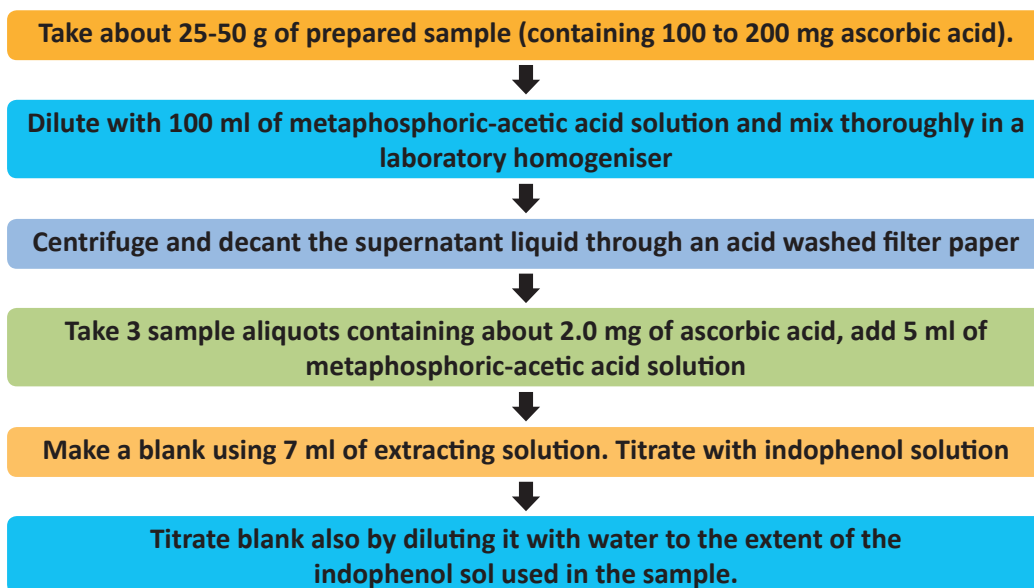 Take about 25-50 g of prepared sample (containing 100 to 200 mg ascorbic acid).
Dilute with 100 ml of metaphosphoric-acetic acid solution and mix thoroughly in a
laboratory homogeniser
Centrifuge and decant the supernatant liquid through an acid washed filter paper
Take 3 sample aliquots containing about 2.0 mg of ascorbic acid, add 5 ml of
metaphosphoric-acetic acid solution
Make a blank using 7 ml of extracting solution. Titrate with indophenol solution
Titrate blank also by diluting it with water to the extent of the
indophenol sol used in the sample.